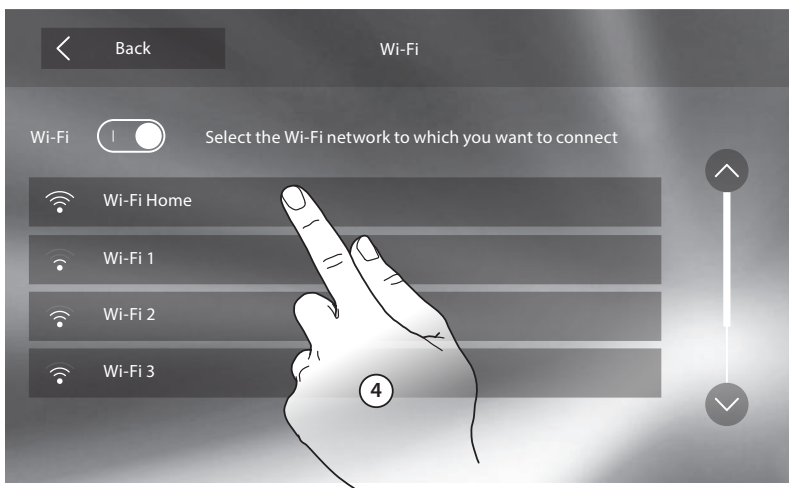 Back
Wi-Fi
Wi-Fi
I
Select the Wi-Fi network to which you want to connect
Wi-Fi Home
Wi-Fi 1
Wi-Fi 2
Wi-Fi 3
4